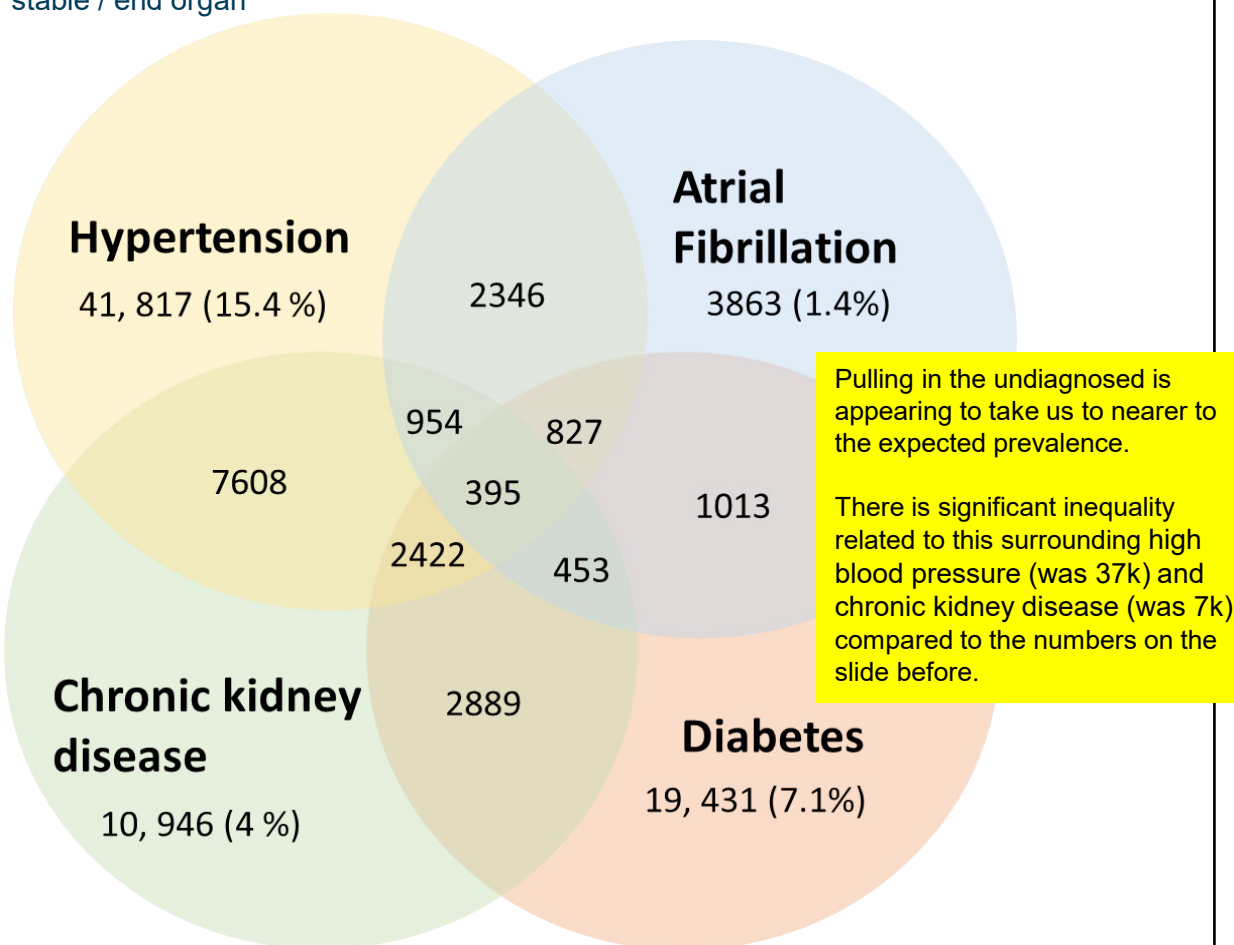 stable / end organ
Hypertension
41, 817 (15.4 %)
Atrial
Fibrillation
3863 (1.4%)
2346
Pulling in the undiagnosed is
appearing to take us to nearer to
the expected prevalence.
There is significant inequality
related to this surrounding high
blood pressure (was 37k) and
chronic kidney disease (was 7k)
compared to the numbers on the
slide before.
954
827
7608
395
1013
2422
453
Chronic kidney
disease
10, 946 (4 %)
2889
Diabetes
19, 431 (7.1%)